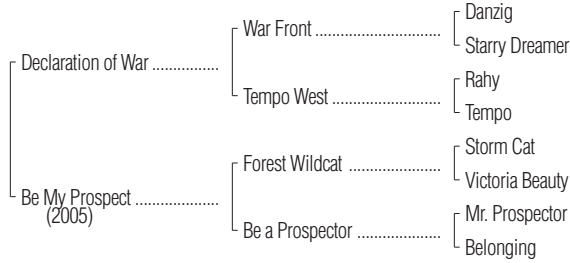 Danzig
War Front ..........................
Starry Dreamer
Declaration of War ................
Rahy
Tempo West ..........................
Tempo
Storm Cat
Forest Wildcat ......................
Victoria Beauty
Be My Prospect ....................
(2005)
Mr. Prospector
Be a Prospector ....................
Belonging